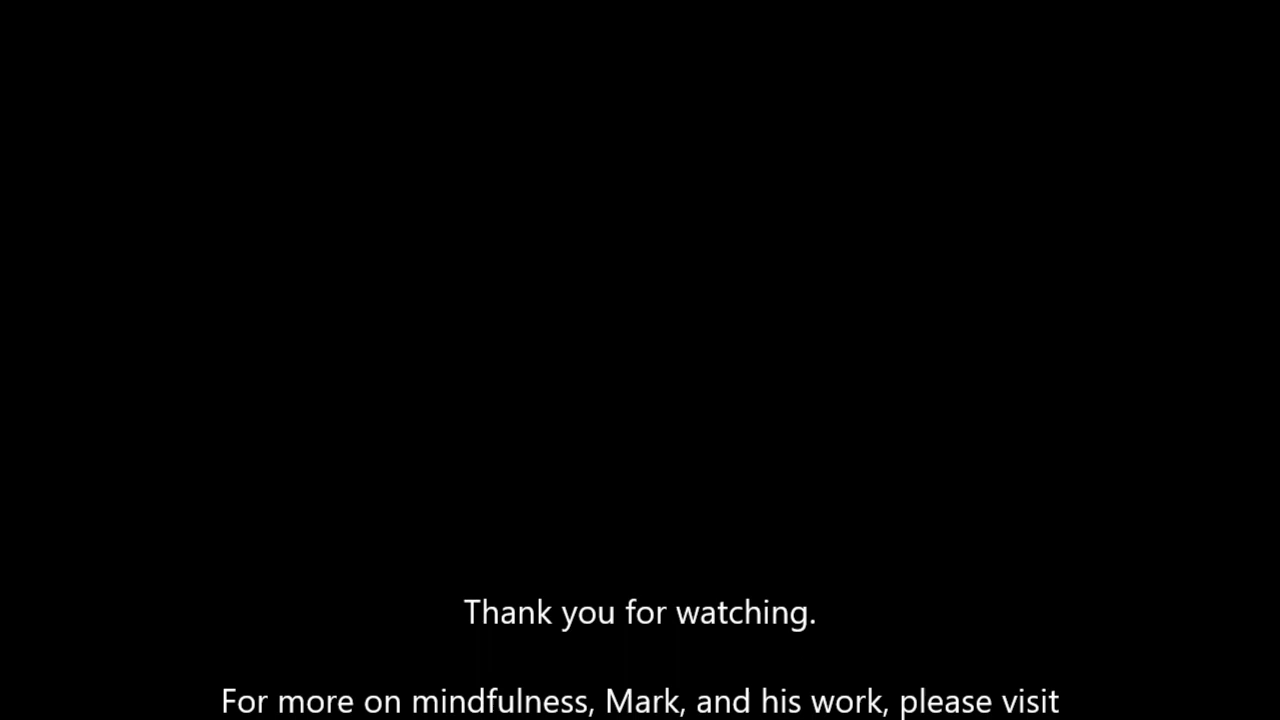 Thank you for watching.
For more on mindfulness, Mark, and his work, please visit